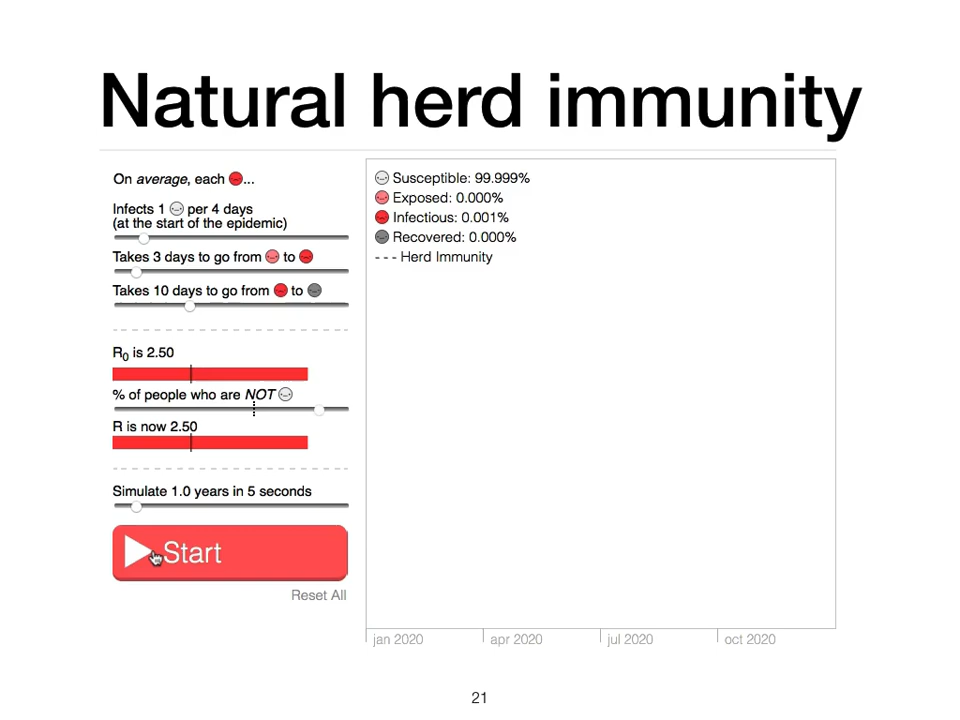 Natural herd immunity
On average, each ...
Infects 1 per 4 days
(at the start of the epidemic)
Takes 3 days to go from to
Takes 10 days to go from to
R0 is 2.50
% of people who are NOT
R is now 2.50
Simulate 1.0 years in 5 seconds
Start
Reset All
Susceptible: 99.999%
Exposed: 0.000%
Infectious: 0.001%
Recovered: 0.000%
- - - Herd Immunity
jan 2020
apr 2020
jul 2020
oct 2020
21